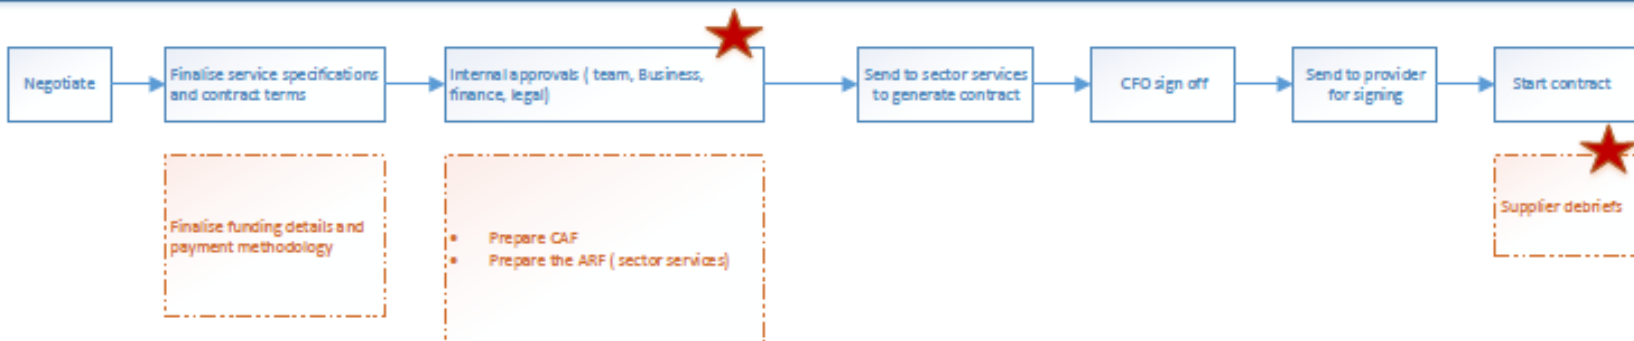 Negotiate
Finalise service specifications
and contract terms
Internal approvals ( team, Business,
finance, legal)
Send to sector services
to generate contract
CFO sign off
Send to provider
for signing
Start contract
Finalise funding details and
payment methodology
• Prepare CAF
• Prepare the ARF ( sector services)
Supplier debriefs